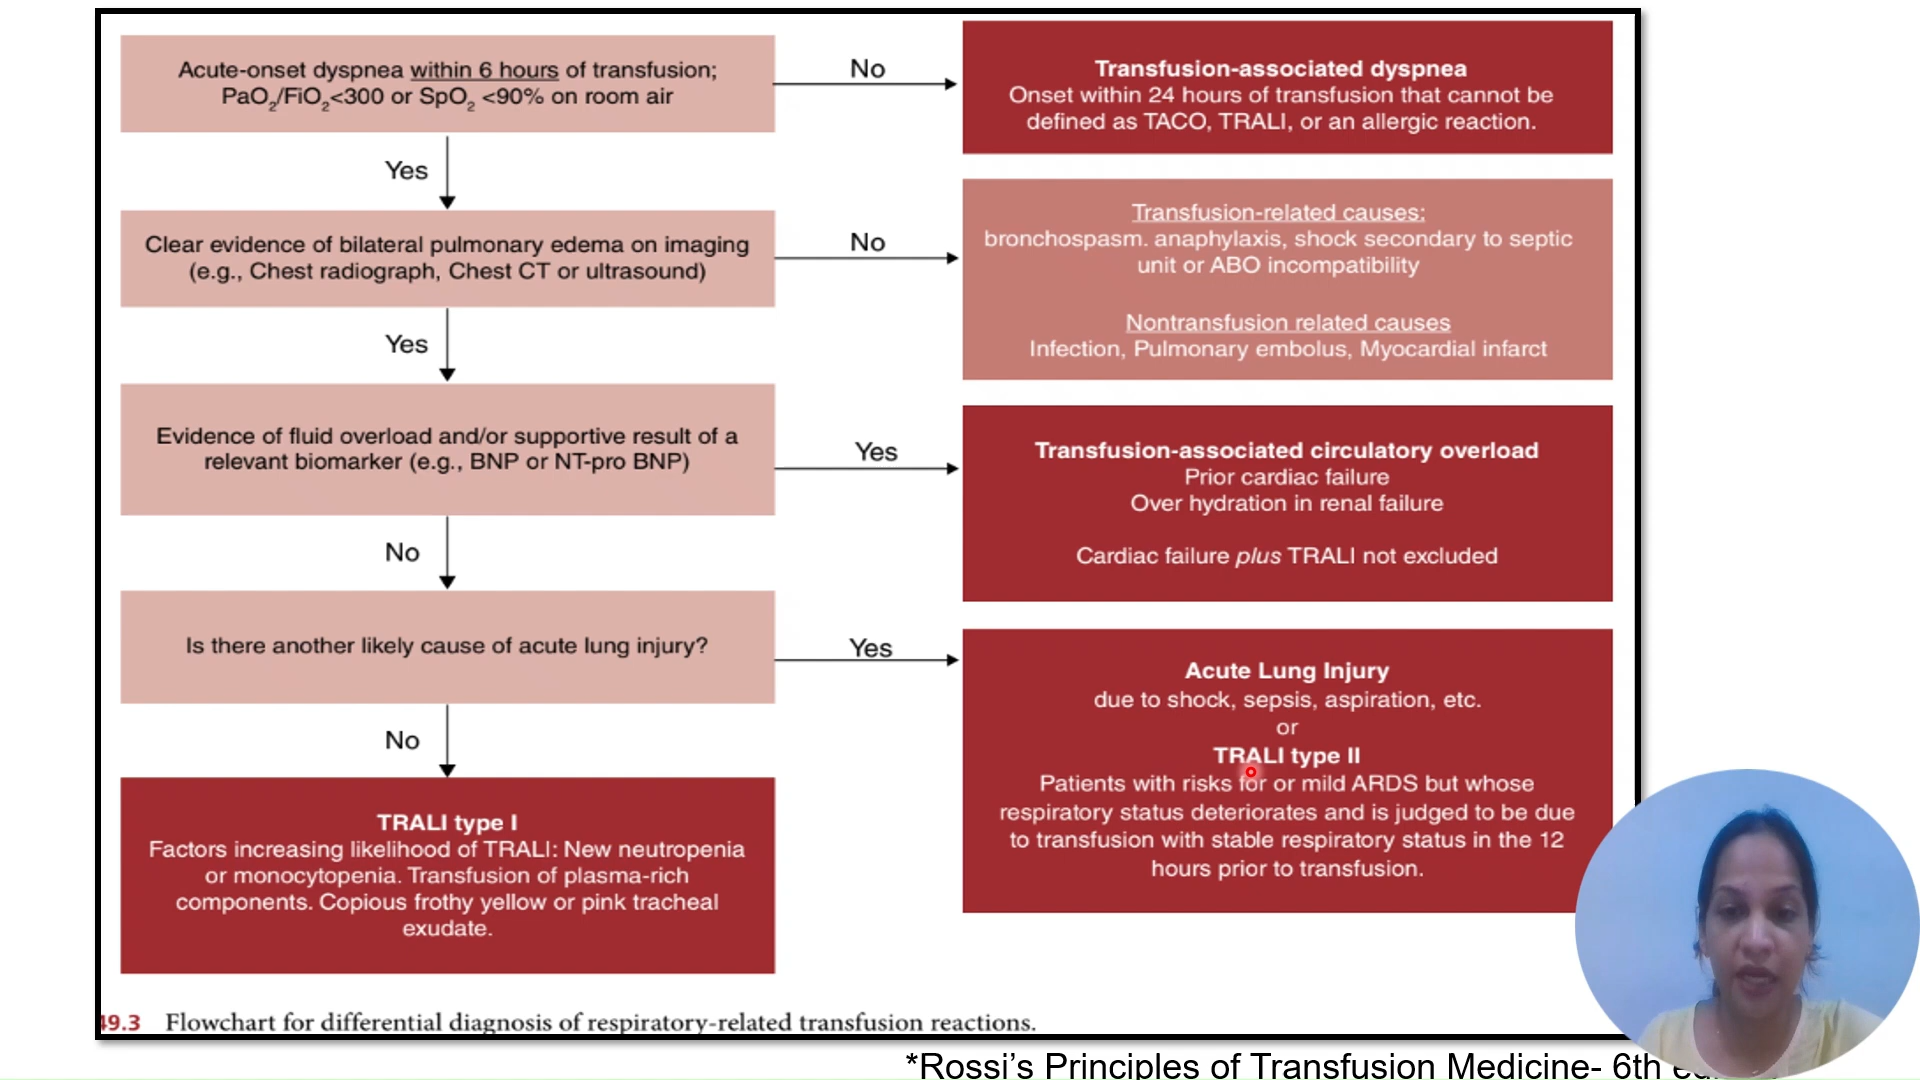 Acute-onset dyspnea within 6 hours of transfusion;
PaO2/FiO2<300 or SpO2 <90% on room air
No
Transfusion-associated dyspnea
Onset within 24 hours of transfusion that cannot be
defined as TACO, TRALI, or an allergic reaction.
Yes
Clear evidence of bilateral pulmonary edema on imaging
(e.g., Chest radiograph, Chest CT or ultrasound)
No
Transfusion-related causes:
bronchospasm. anaphylaxis, shock secondary to septic
unit or ABO incompatibility
Nontransfusion related causes
Infection, Pulmonary embolus, Myocardial infarct
Yes
Evidence of fluid overload and/or supportive result of a
relevant biomarker (e.g., BNP or NT-pro BNP)
Yes
Transfusion-associated circulatory overload
Prior cardiac failure
Over hydration in renal failure
Cardiac failure plus TRALI not excluded
No
Is there another likely cause of acute lung injury?
Yes
Acute Lung Injury
due to shock, sepsis, aspiration, etc.
or
TRALI type II
Patients with risks for or mild ARDS but whose
respiratory status deteriorates and is judged to be due
to transfusion with stable respiratory status in the 12
hours prior to transfusion.
No
TRALI type I
Factors increasing likelihood of TRALI: New neutropenia
or monocytopenia. Transfusion of plasma-rich
components. Copious frothy yellow or pink tracheal
exudate.
49.3 Flowchart for differential diagnosis of respiratory-related transfusion reactions.
*Rossi’s Principles of Transfusion Medicine- 6th